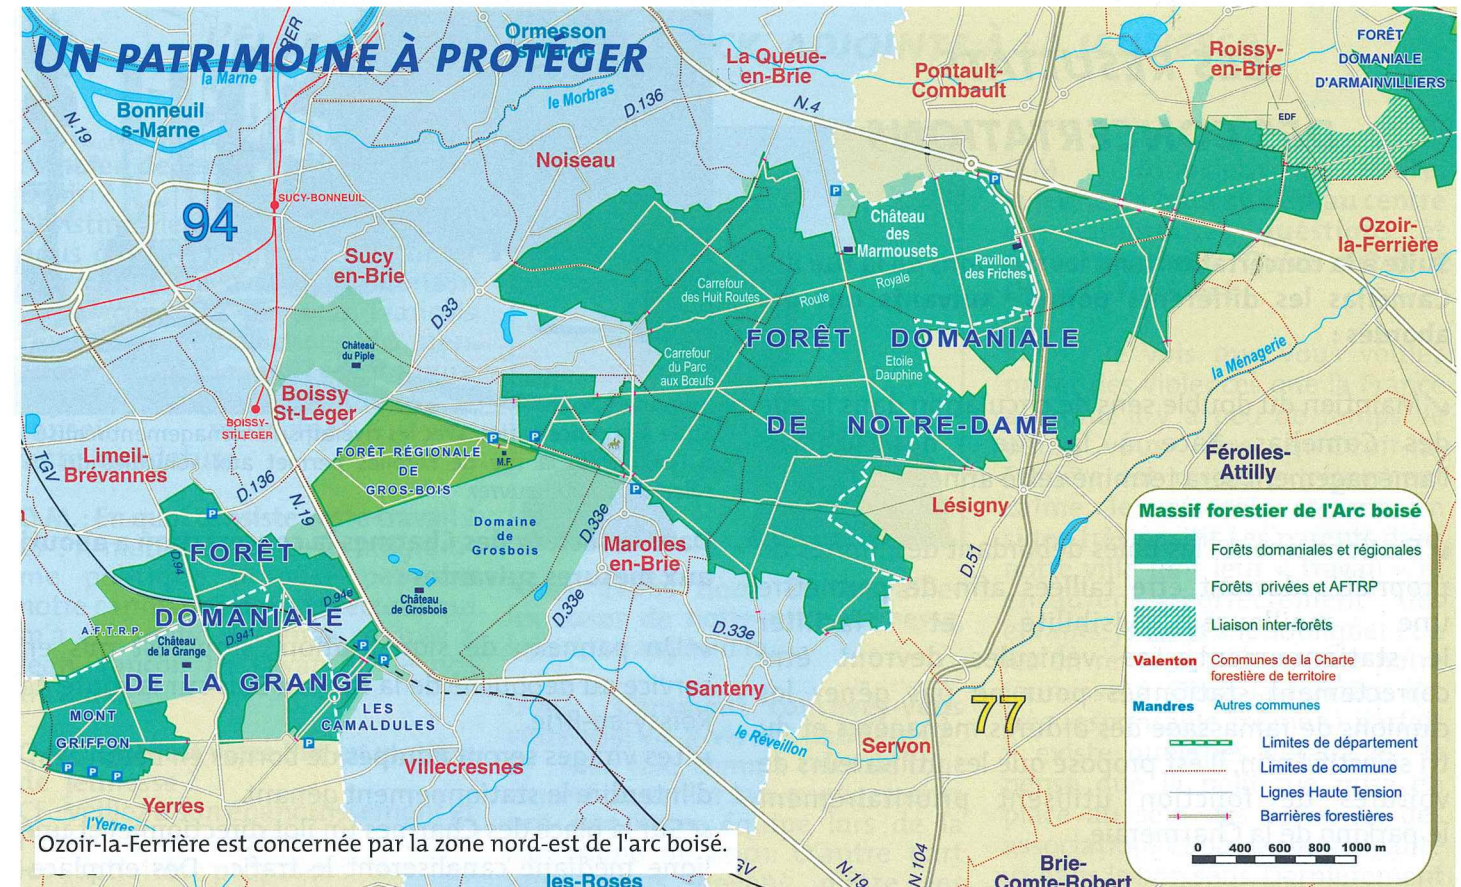 UN PATRIMOINE À PROTÉGER
RER
Ormesson
s-Marne
la Marne
Bonneuil
s-Marne
N.19
le Morbras
D.136
La Queue-
en-Brie
N.4
Pontault-
Combault
Roissy-
en-Brie
FORÊT
DOMANIALE
D'ARMAINVILLIERS
EDF
Noiseau
SUCY-BONNEUIL
94
P
P
Château
des
Marmousets
Pavillon
des Friches
Ozoir-
la-Ferrière
Sucy
en-Brie
D.33
Carrefour
des Huit Routes
Route
Royale
FORÊT DOMANIALE
Château
du Piple
Carrefour
du Parc
aux Bœufs
Etoile
Dauphine
la Ménagerie
Boissy
St-Léger
BOISSY-
ST-LEGER
DE NOTRE-DAME
Limeil-
Brévannes
TGV
D.136
N.19
FORÊT RÉGIONALE
DE
GROS-BOIS
P
P
M.F.
P
Férolles-
Attilly
Lésigny
P
Domaine
de
Grosbois
D.33e
Marolles
en-Brie
D.51
FORÊT
D.94
D.94e
DOMANIALE
A.F.T.R.P.
Château
de la Grange
D.941
Château
de Grosbois
D.33e
D.33e
P
P
DE LA GRANGE
LES
CAMALDULES
P
MONT
GRIFFON
P
P
P
Santeny
77
le Réveillon
Servon
Villecresnes
Yerres
l'Yerres
Ozoir-la-Ferrière est concernée par la zone nord-est de l'arc boisé.
les-Roses
N.19
N.104
Brie-
Comte-Robert
Massif forestier de l'Arc boisé
Forêts domaniales et régionales
Forêts privées et AFTRP
Liaison inter-forêts
Valenton Communes de la Charte
forestière de territoire
Mandres Autres communes
Limites de département
Limites de commune
Lignes Haute Tension
Barrières forestières
0 400 600 800 1000 m